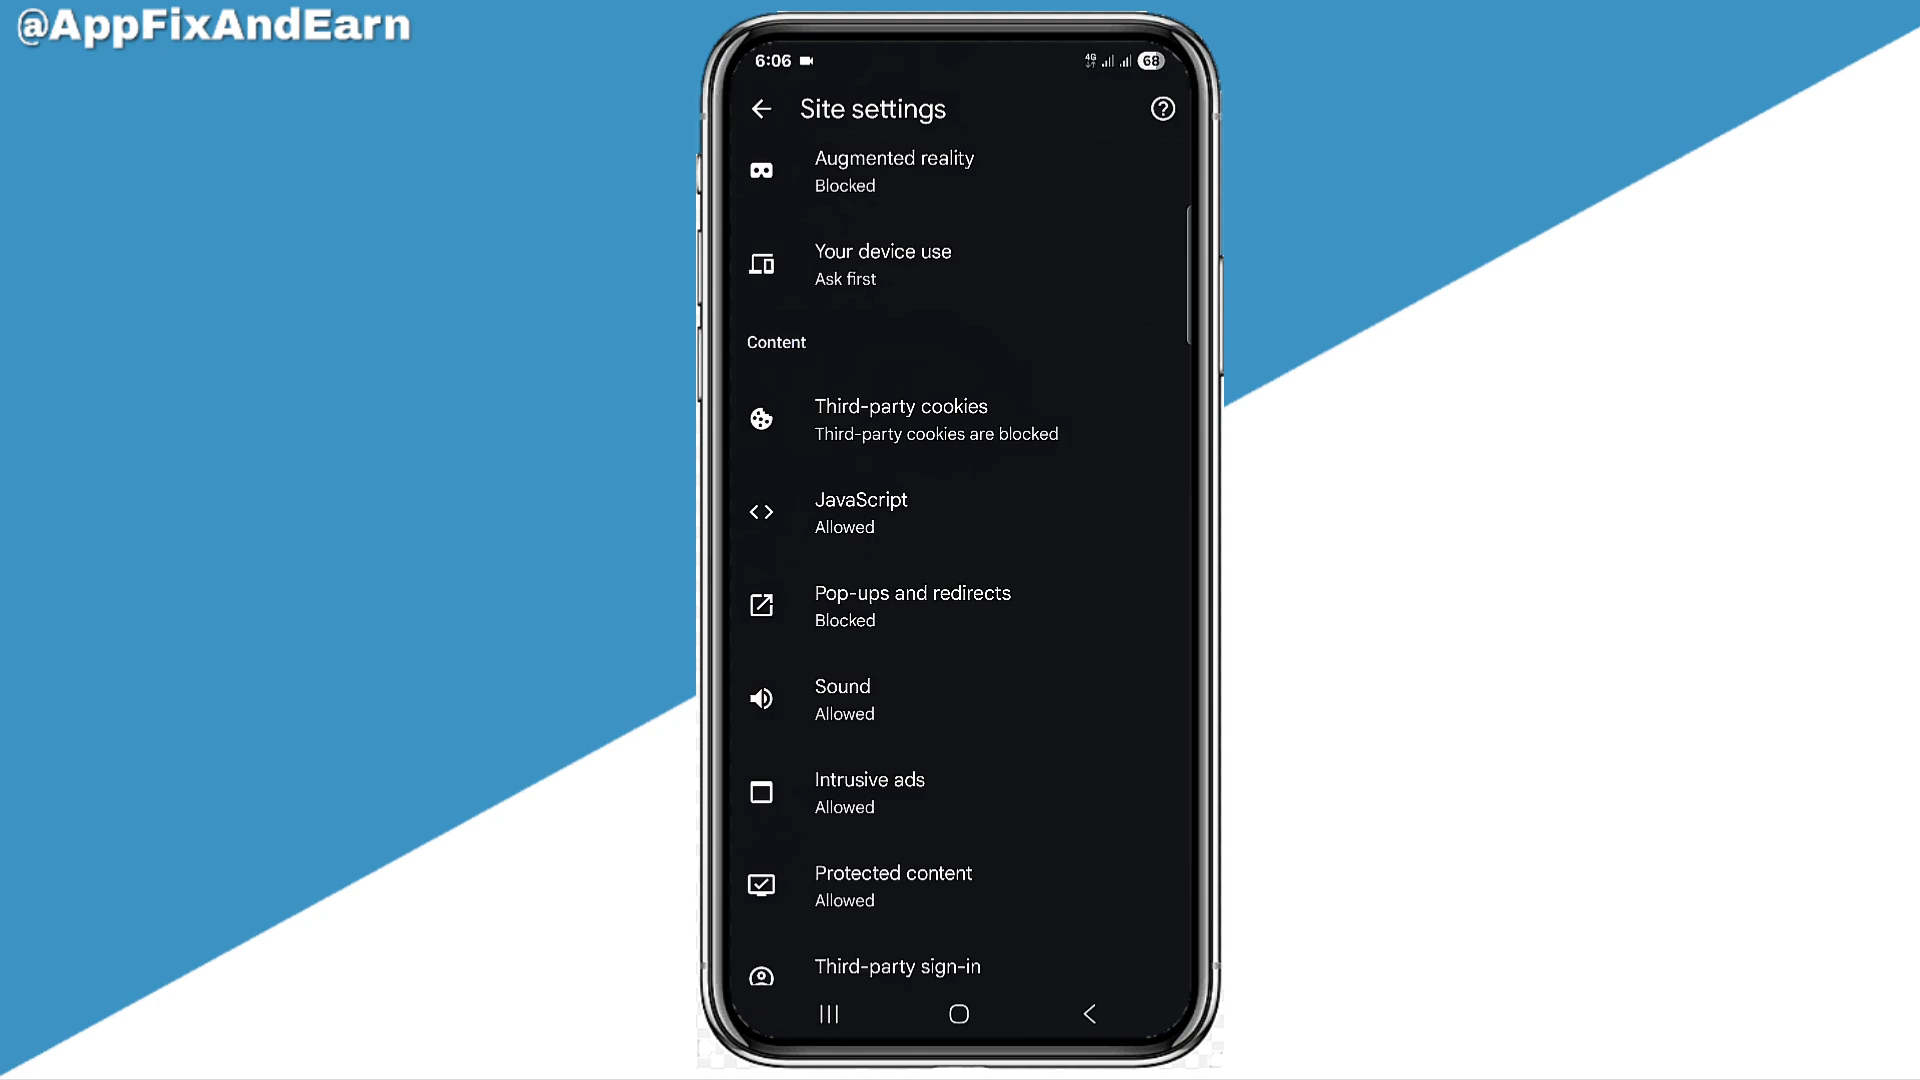 @AppFixAndEarn
6:06
4G
68
Site settings
Augmented reality
Blocked
Your device use
Ask first
Content
Third-party cookies
Third-party cookies are blocked
JavaScript
Allowed
Pop-ups and redirects
Blocked
Sound
Allowed
Intrusive ads
Allowed
Protected content
Allowed
Third-party sign-in